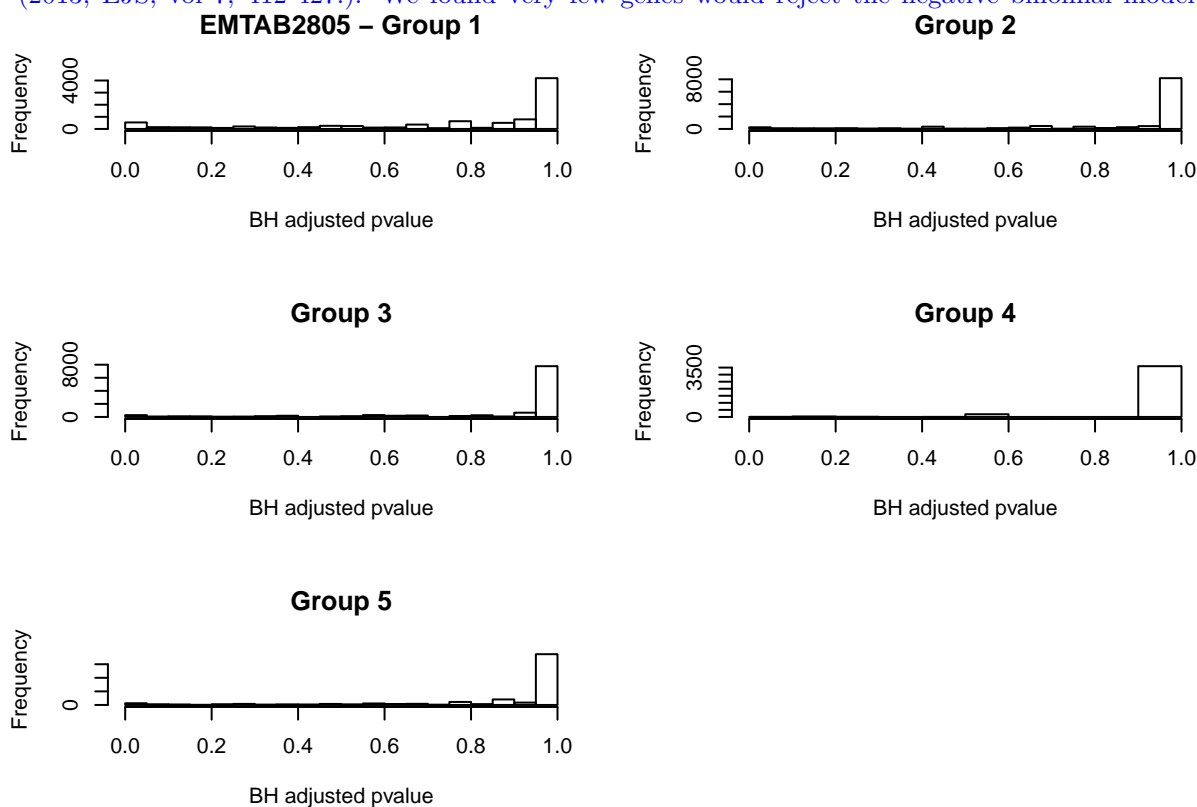 (2013, EJS, vol 7, 412-427.). We found very few genes would reject the negative binomial model
EMTAB2805 – Group 1
Group 2
Frequency
0 4000
0.0 0.2 0.4 0.6 0.8 1.0
BH adjusted pvalue
Frequency
0 8000
0.0 0.2 0.4 0.6 0.8 1.0
BH adjusted pvalue
Group 3
Group 4
Frequency
0 8000
0.0 0.2 0.4 0.6 0.8 1.0
BH adjusted pvalue
Frequency
0 3500
0.0 0.2 0.4 0.6 0.8 1.0
BH adjusted pvalue
Group 5
Frequency
0
0.0 0.2 0.4 0.6 0.8 1.0
BH adjusted pvalue